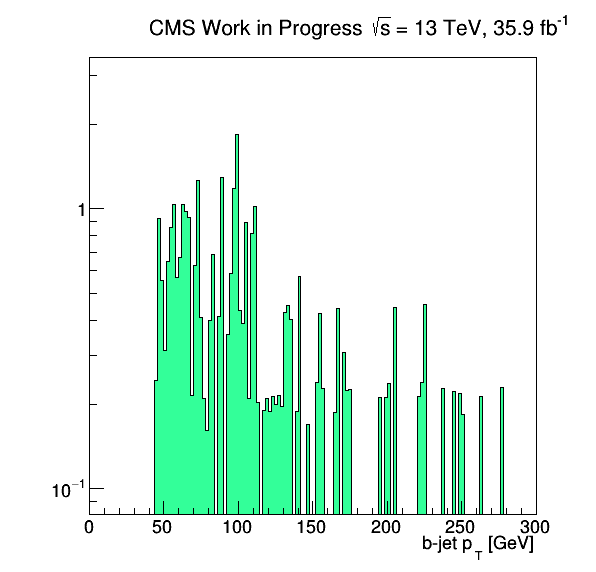 CMS Work in Progress √s = 13 TeV, 35.9 fb⁻¹
1
10⁻¹
0 50 100 150 200 250 300
b-jet p_T [GeV]